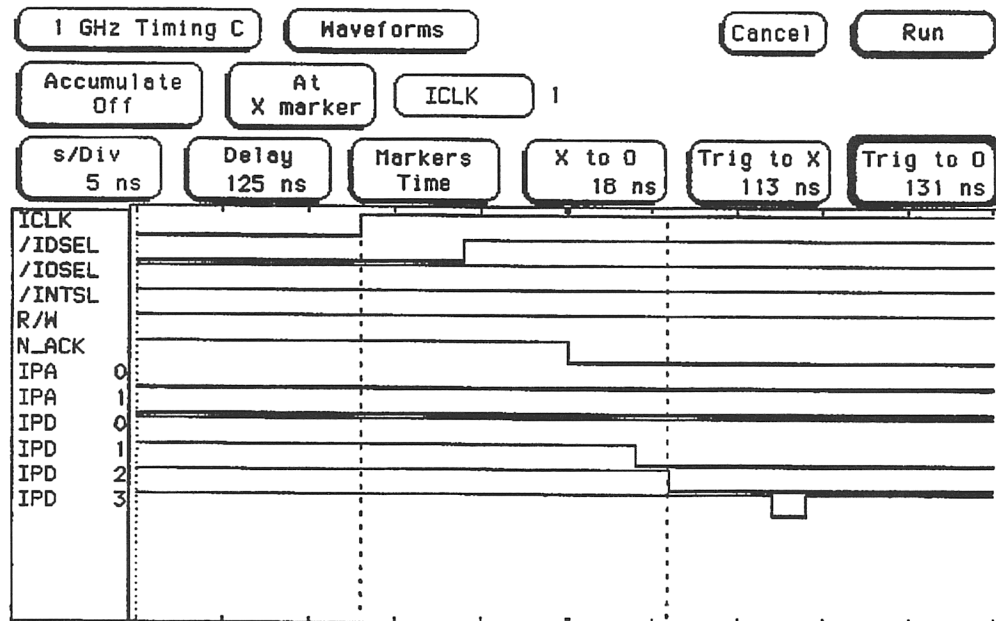 1 GHz Timing C Waveforms Cancel Run
Accumulate Off At X marker ICLK 1
s/Div 5 ns Delay 125 ns Markers Time X to O 18 ns Trig to X 113 ns Trig to O 131 ns
ICLK
/IDSEL
/IOSEL
/INTSL
R/W
N_ACK
IPA 0
IPA 1
IPD 0
IPD 1
IPD 2
IPD 3